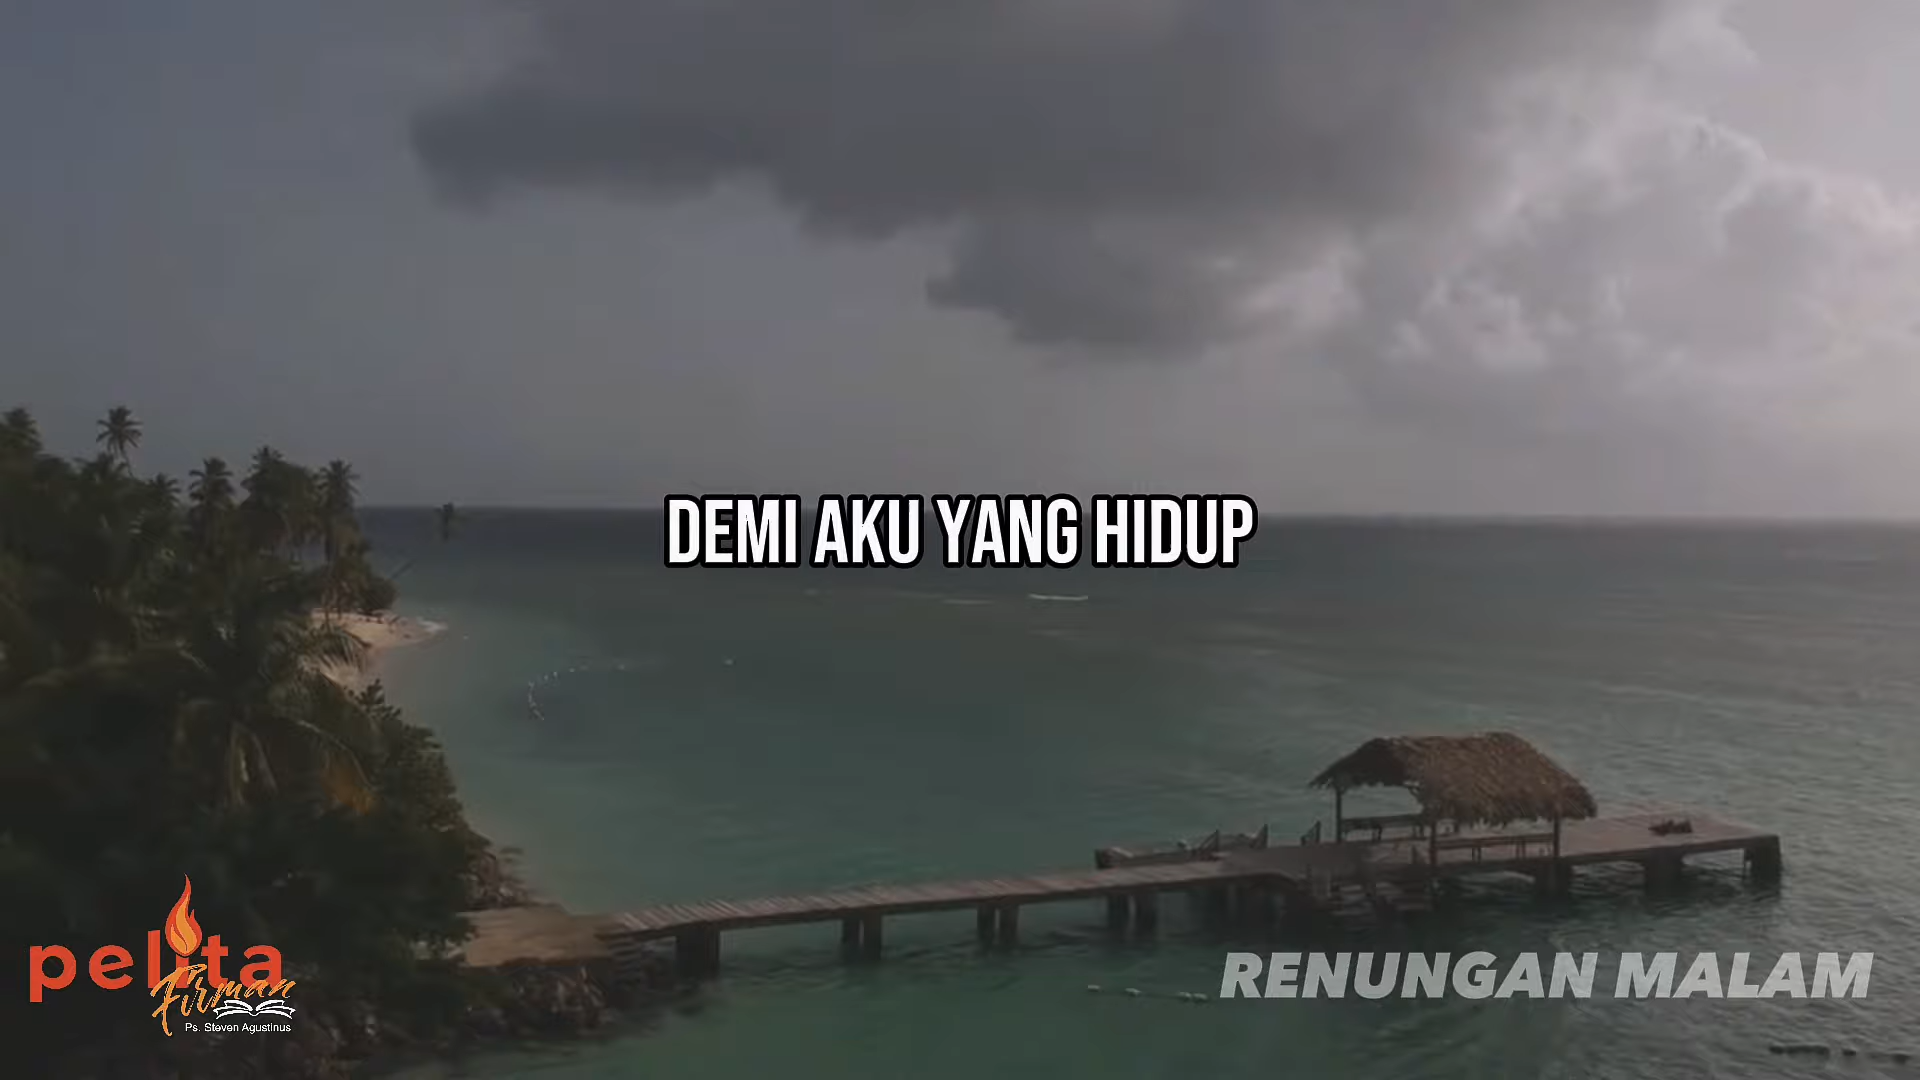 DEMI AKU YANG HIDUP
pelita
Firman
Ps. Steven Agustinus
RENUNGAN MALAM